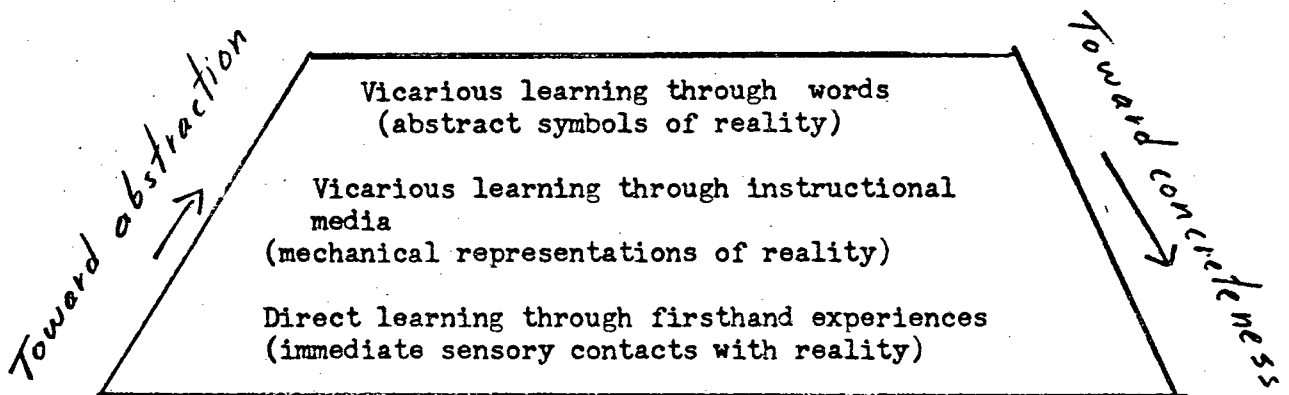 Toward abstraction
Toward concreteness
Vicarious learning through words
(abstract symbols of reality)
Vicarious learning through instructional
media
(mechanical representations of reality)
Direct learning through firsthand experiences
(immediate sensory contacts with reality)